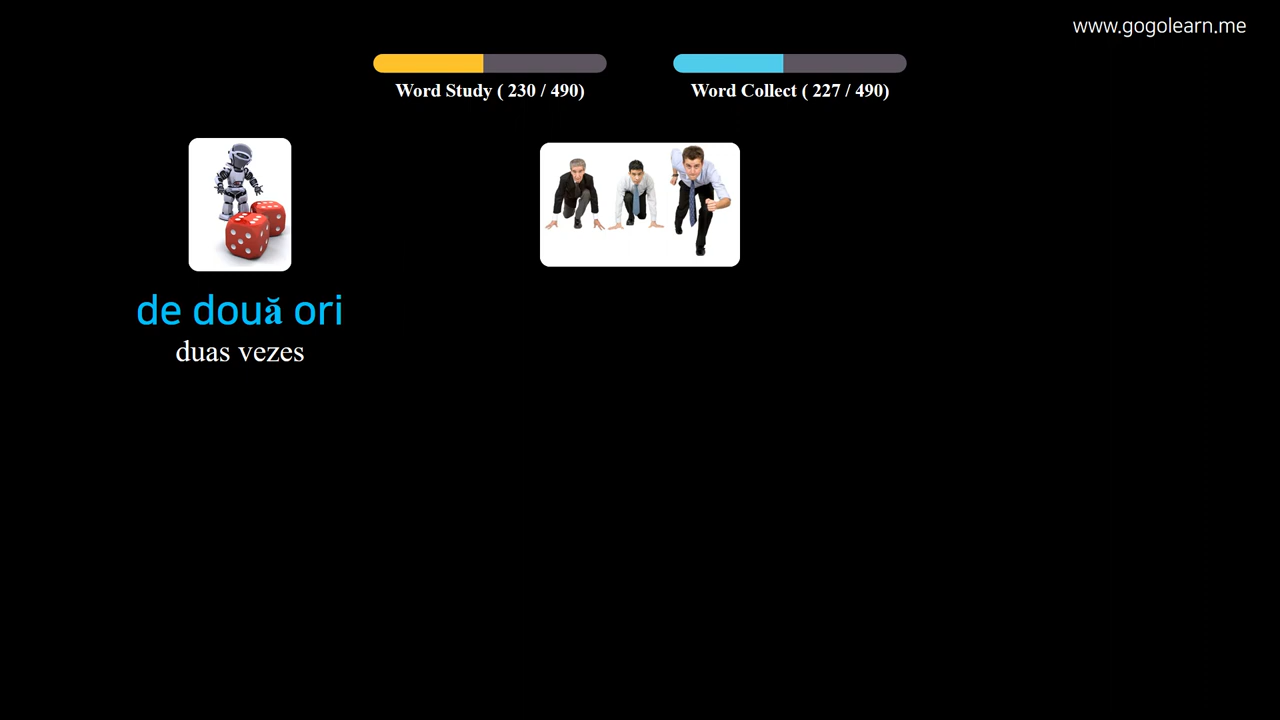 www.gogolearn.me
Word Study ( 230 / 490)
Word Collect ( 227 / 490)
de două ori
duas vezes